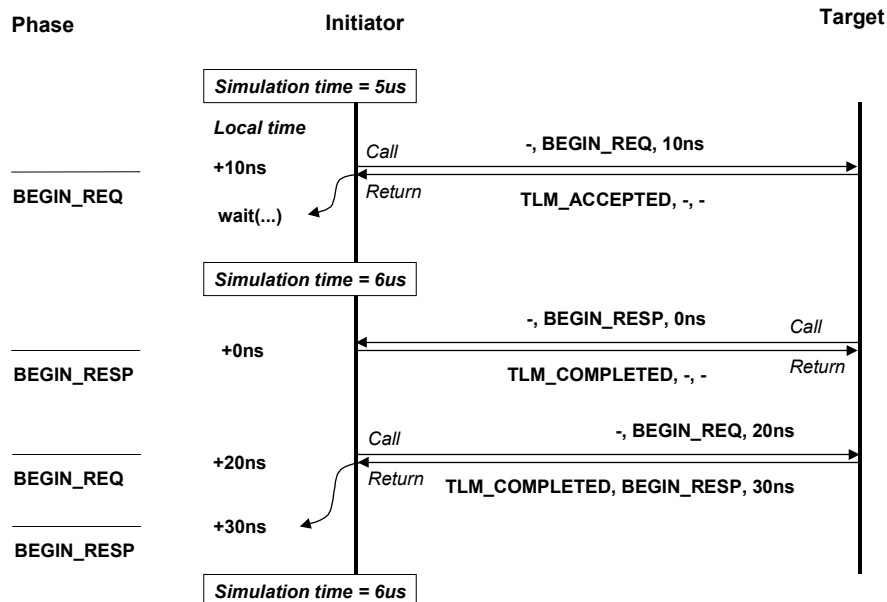 Phase Initiator Target
Simulation time = 5us
Local time
-, BEGIN_REQ, 10ns
Call
+10ns
BEGIN_REQ
Return
TLM_ACCEPTED, -, -
wait(...)
Simulation time = 6us
-, BEGIN_RESP, 0ns
Call
+0ns
BEGIN_RESP
TLM_COMPLETED, -, -
Return
-, BEGIN_REQ, 20ns
Call
+20ns
BEGIN_REQ
Return
TLM_COMPLETED, BEGIN_RESP, 30ns
+30ns
BEGIN_RESP
Simulation time = 6us